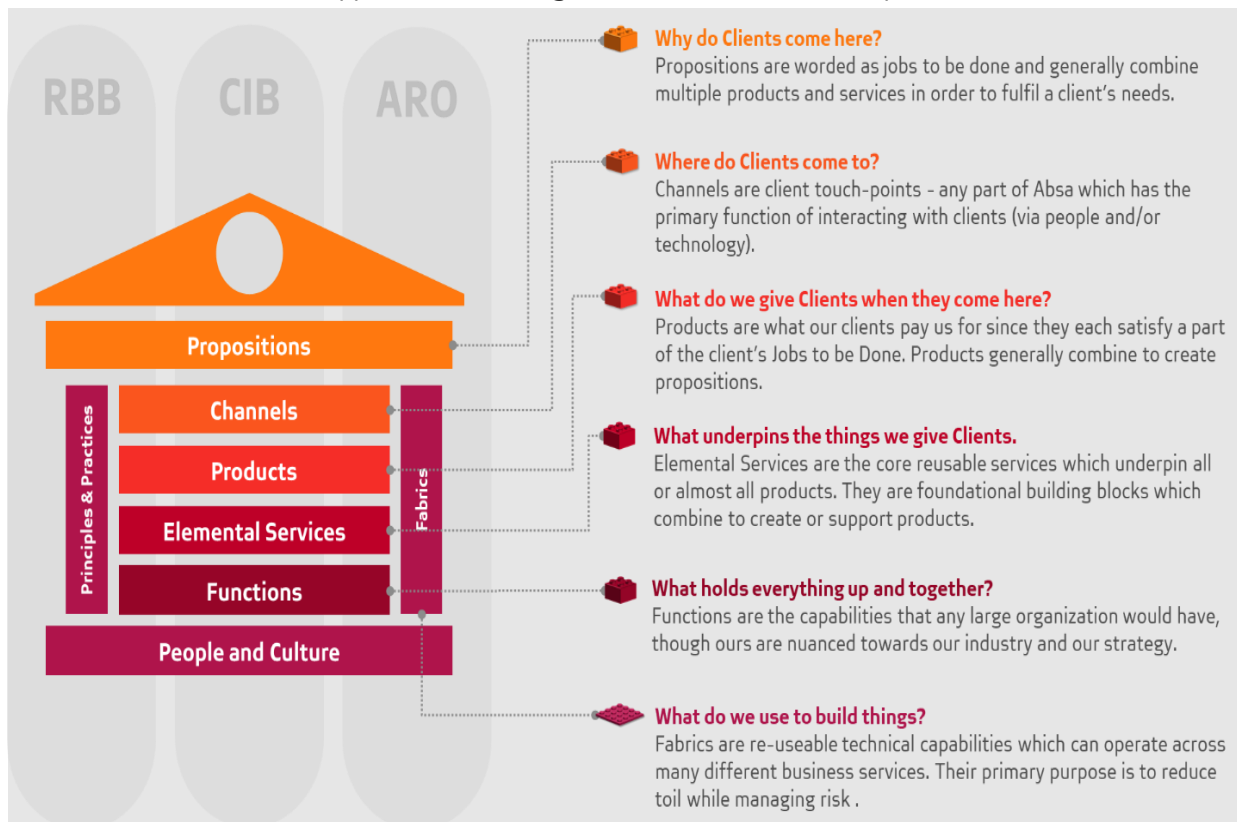 RBB
CIB
ARO
Propositions
Channels
Products
Elemental Services
Functions
People and Culture
Principles & Practices
Fabrics
Why do Clients come here?
Propositions are worded as jobs to be done and generally combine
multiple products and services in order to fulfil a client's needs.
Where do Clients come to?
Channels are client touch-points - any part of Absa which has the
primary function of interacting with clients (via people and/or
technology).
What do we give Clients when they come here?
Products are what our clients pay us for since they each satisfy a part
of the client's Jobs to be Done. Products generally combine to create
propositions.
What underpins the things we give Clients.
Elemental Services are the core reusable services which underpin all
or almost all products. They are foundational building blocks which
combine to create or support products.
What holds everything up and together?
Functions are the capabilities that any large organization would have,
though ours are nuanced towards our industry and our strategy.
What do we use to build things?
Fabrics are re-useable technical capabilities which can operate across
many different business services. Their primary purpose is to reduce
toil while managing risk .